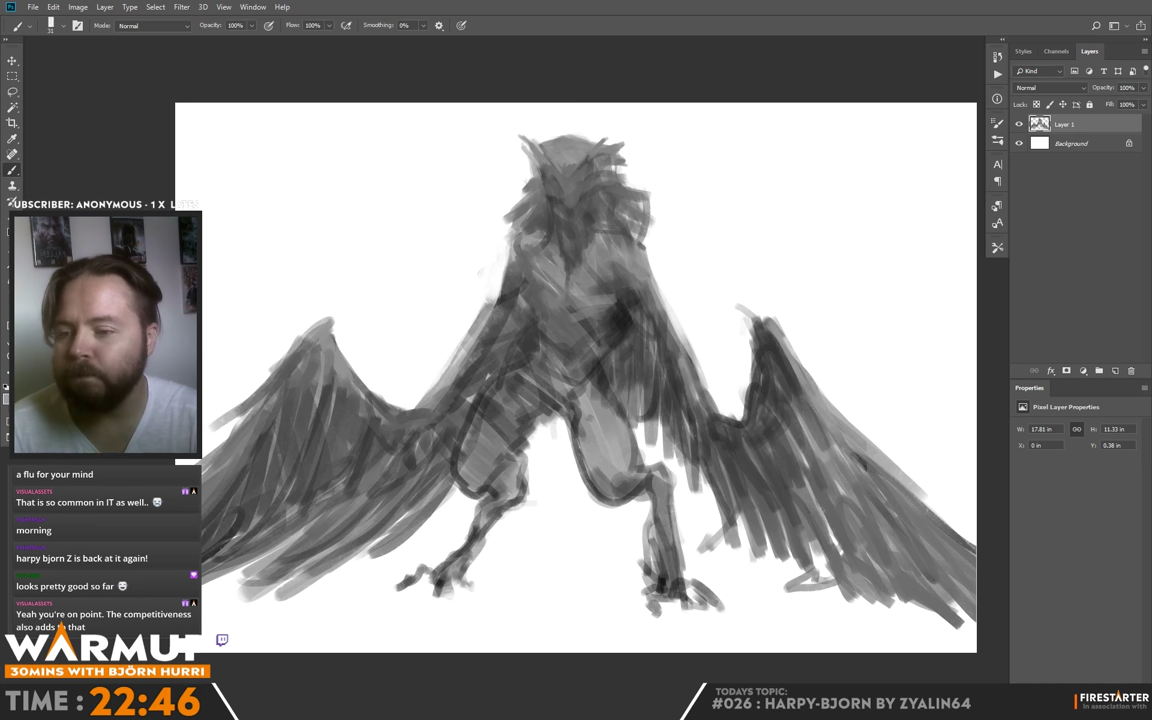 File Edit Image Layer Type Select Filter 3D View Window Help
31
Mode: Normal Opacity: 100% Flow: 100% Smoothing: 0%
Styles Channels Layers
Kind
Normal Opacity: 100%
Lock: Fill: 100%
Layer 1
Background
Properties
Pixel Layer Properties
W: 17.81 in H: 11.33 in
X: 0 in Y: 0.38 in
UBSCRIBER: ANONYMOUS - 1 X
a flu for your mind
VISUALASSETS
That is so common in IT as well..
morning
harpy bjorn Z is back at it again!
looks pretty good so far
VISUALASSETS
Yeah you're on point. The competitiveness
also adds to that
WARMUP
30MINS WITH BJÖRN HURRI
TIME : 22:46
TODAYS TOPIC:
#026 : HARPY-BJORN BY ZYALIN64
FIRESTARTER
In association with